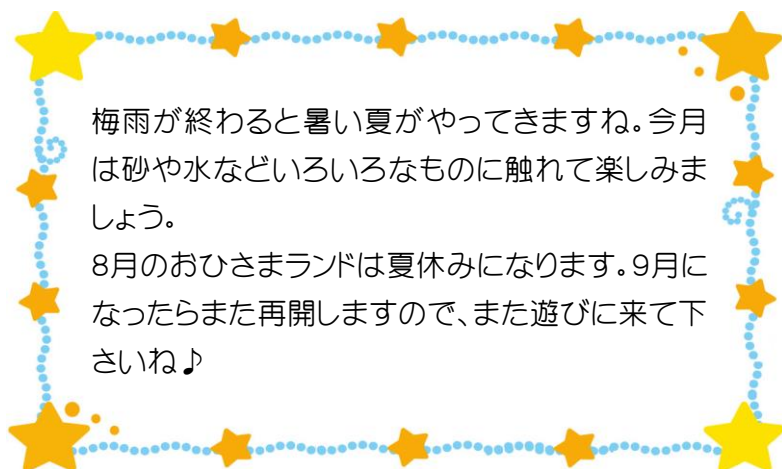 梅雨が終わると暑い夏がやってきますね。今月
は砂や水などいろいろなものに触れて楽しみま
しょう。
8月のおひさまランドは夏休みになります。9月に
なったらまた再開しますので、また遊びに来て下
さいね♪